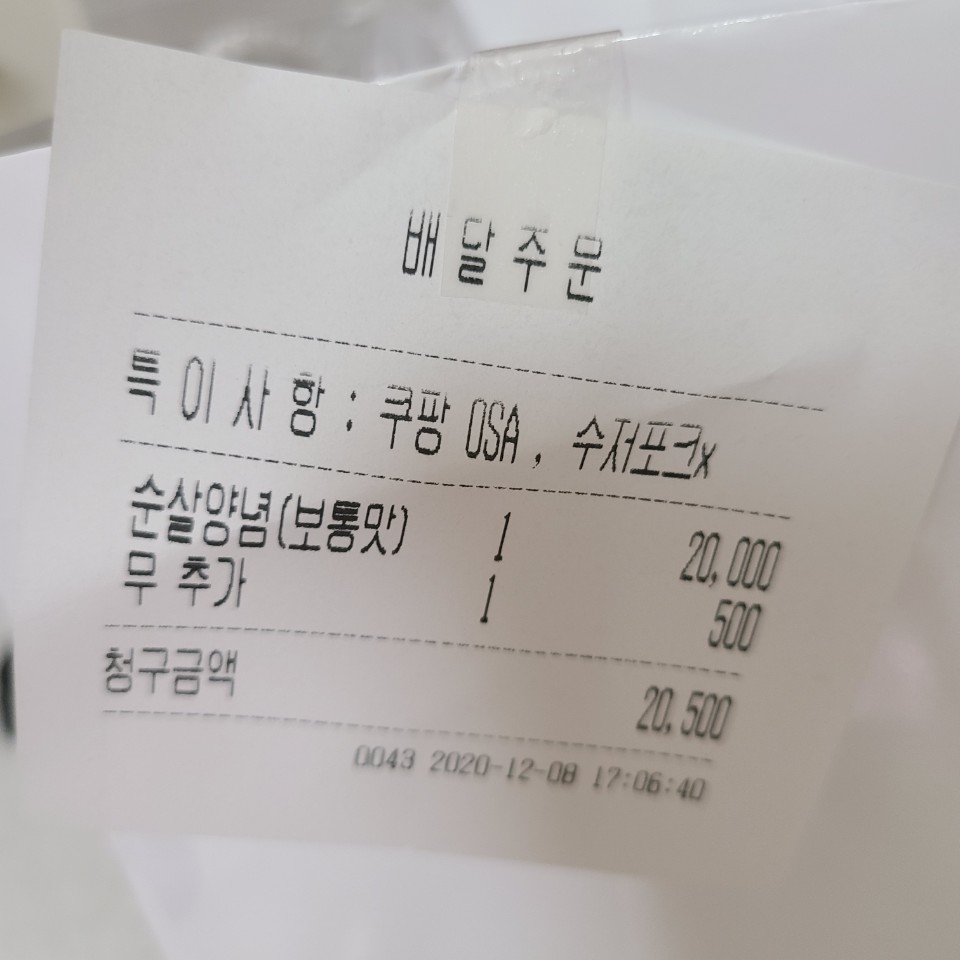 배달주문
특이사항 : 쿠팡 0SA, 수저포크x
순살양념(보통맛) 1 20,000
무 추가 1 500
청구금액 20,500
0043 2020-12-08 17:06:40